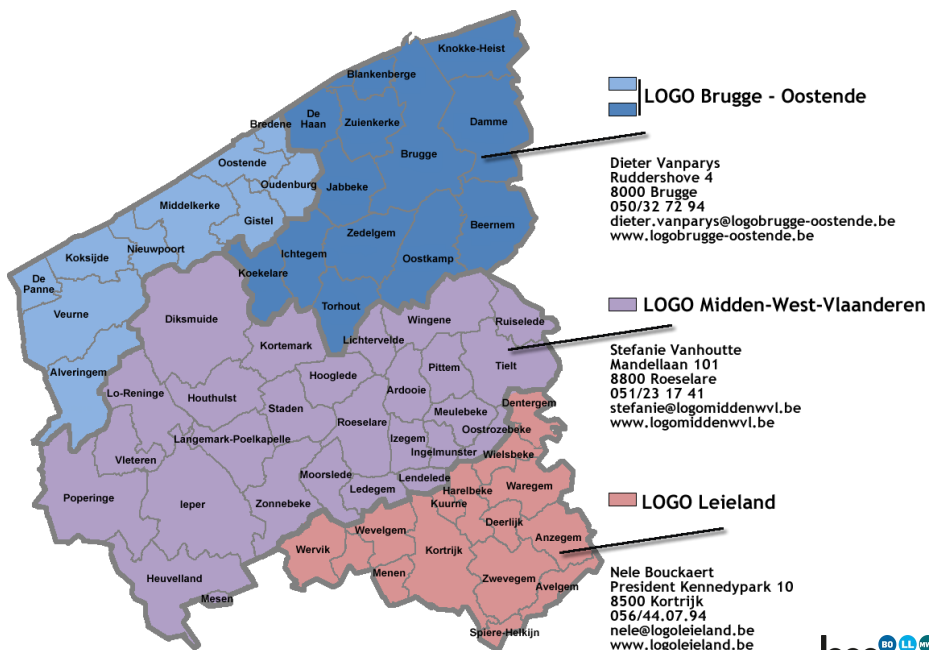 Knokke-Heist
Blankenberge
De
Haan
Bredene
Zuienkerke
Damme
Brugge
Oostende
Oudenburg
Jabbeke
Middelkerke
Gistel
Zedelgem
Beernem
Nieuwpoort
Koksijde
Ichtegem
Oostkamp
Koekelare
De
Panne
Veurne
Torhout
Diksmuide
Wingene
Ruiselede
Kortemark
Lichtervelde
Alveringem
Pittem
Tielt
Hooglede
Ardooie
Lo-Reninge
Houthulst
Staden
Dentergem
Meulebeke
Roeselare
Oostrozebeke
Langemark-Poelkapelle
Izegem
Ingelmunster
Wielsbeke
Vleteren
Moorslede
Lendelede
Waregem
Ledegem
Harelbeke
Kuurne
Poperinge
Ieper
Zonnebeke
Deerlijk
Wevelgem
Anzegem
Wervik
Kortrijk
Menen
Heuvelland
Zwevegem
Avelgem
Mesen
Spiere-Helkijn
LOGO Brugge - Oostende
Dieter Vanparys
Ruddershove 4
8000 Brugge
050/32 72 94
dieter.vanparys@logobrugge-oostende.be
www.logobrugge-oostende.be
LOGO Midden-West-Vlaanderen
Stefanie Vanhoutte
Mandellaan 101
8800 Roeselare
051/23 17 41
stefanie@logomiddenwvl.be
www.logomiddenwvl.be
LOGO Leieland
Nele Bouckaert
President Kennedypark 10
8500 Kortrijk
056/44.07.94
nele@logoleieland.be
www.logoleieland.be
BO LL